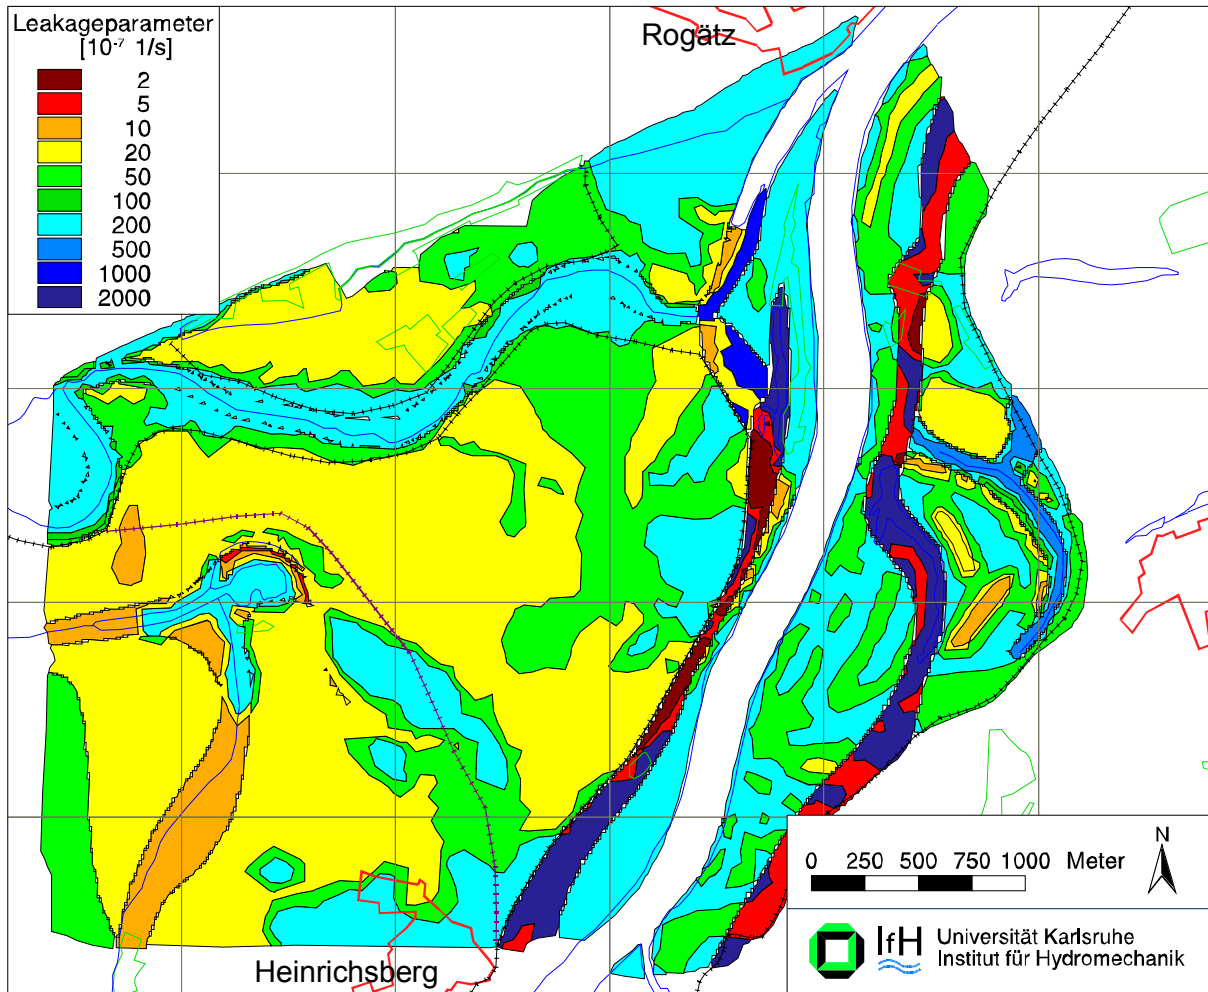 Leakageparameter
[10⁻⁷ 1/s]
2
5
10
20
50
100
200
500
1000
2000
Rogätz
Heinrichsberg
N
0 250 500 750 1000 Meter
IfH
Universität Karlsruhe
Institut für Hydromechanik